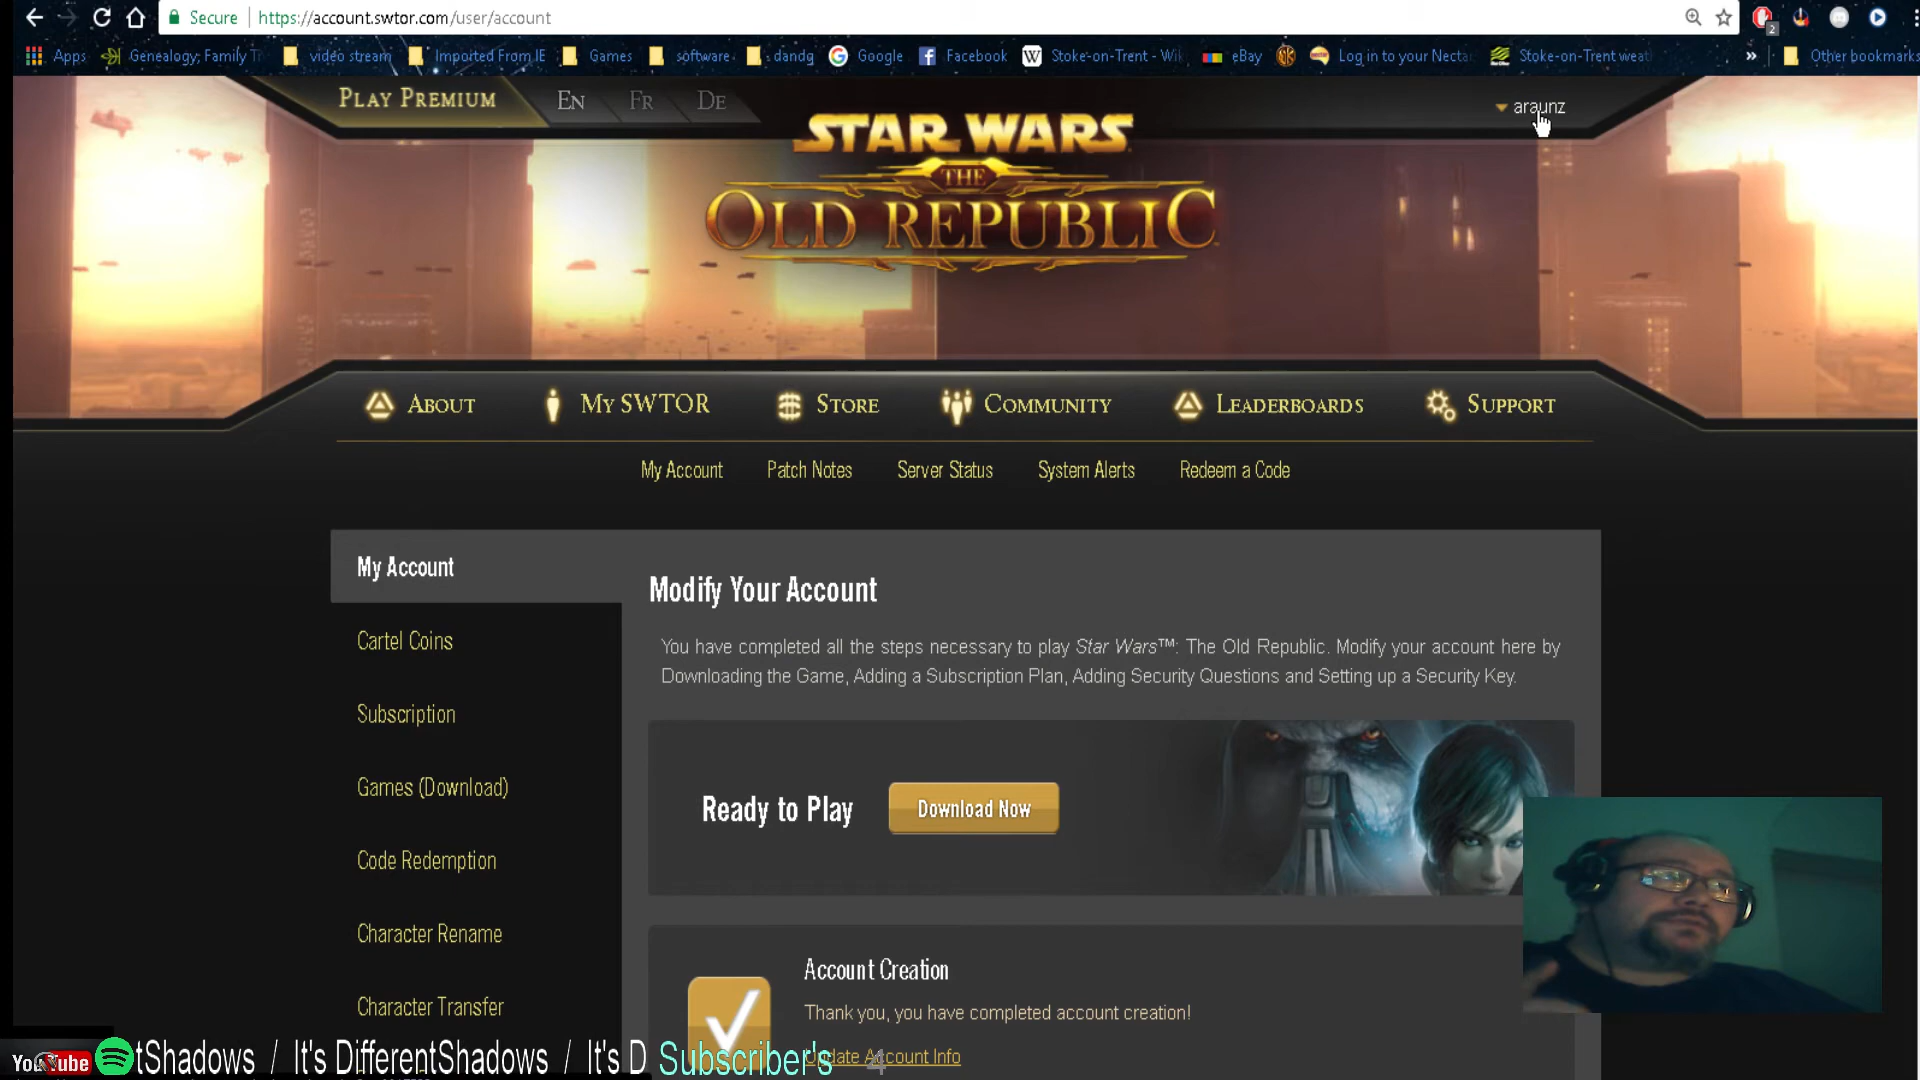 Secure https://account.swtor.com/user/account
2
Apps Genealogy; Family video stream Imported From IE Games software dandg Google Facebook W Stoke-on-Trent - Wi eBay Log in to your Necta Stoke-on-Trent weat » Other bookmarks
PLAY PREMIUM EN FR DE araunz
STAR WARS
THE
OLD REPUBLIC
ABOUT MY SWTOR STORE COMMUNITY LEADERBOARDS SUPPORT
My Account Patch Notes Server Status System Alerts Redeem a Code
My Account
Cartel Coins
Subscription
Games (Download)
Code Redemption
Character Rename
Character Transfer
Modify Your Account
You have completed all the steps necessary to play Star Wars™: The Old Republic. Modify your account here by
Downloading the Game, Adding a Subscription Plan, Adding Security Questions and Setting up a Security Key.
Ready to Play Download Now
Account Creation
Thank you, you have completed account creation!
Update Account Info
YouTube tShadows / It's DifferentShadows / It's D Subscriber's 4